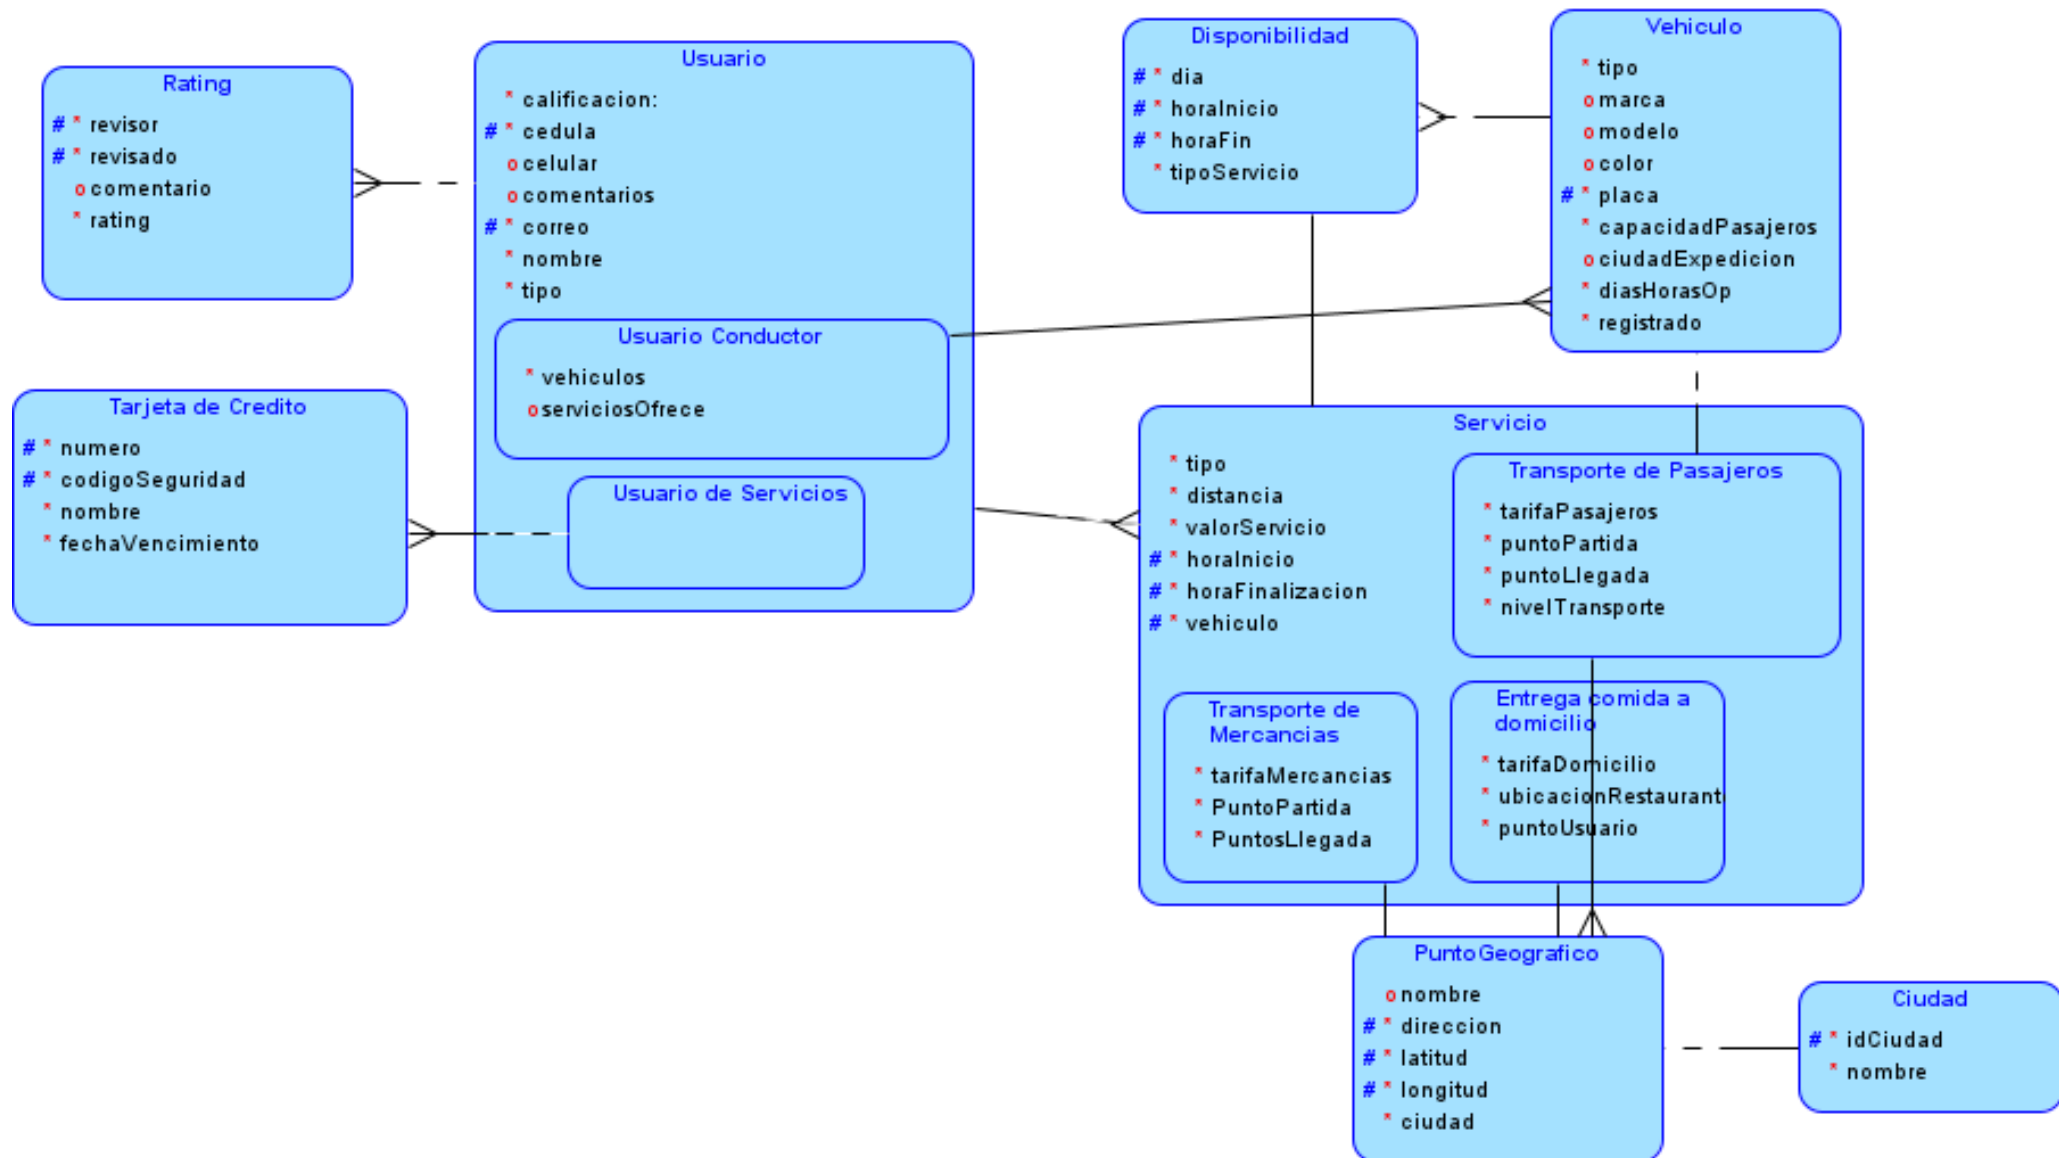 Rating
# * revisor
# * revisado
o comentario
* rating
Usuario
* calificacion:
# * cedula
o celular
o comentarios
# * correo
* nombre
* tipo
Usuario Conductor
* vehiculos
o serviciosOfrece
Usuario de Servicios
Tarjeta de Credito
# * numero
# * codigoSeguridad
* nombre
* fechaVencimiento
Disponibilidad
# * dia
# * horaInicio
# * horaFin
* tipoServicio
Vehiculo
* tipo
o marca
o modelo
o color
# * placa
* capacidadPasajeros
o ciudadExpedicion
* diasHorasOp
* registrado
Servicio
* tipo
* distancia
* valorServicio
# * horaInicio
# * horaFinalizacion
# * vehiculo
Transporte de Pasajeros
* tarifaPasajeros
* puntoPartida
* puntoLlegada
* nivelTransporte
Transporte de
Mercancias
* tarifaMercancias
* PuntoPartida
* PuntosLlegada
Entrega comida a
domicilio
* tarifaDomicilio
* ubicacionRestaurant
* puntoUsuario
PuntoGeografico
o nombre
# * direccion
# * latitud
# * longitud
* ciudad
Ciudad
# * idCiudad
* nombre